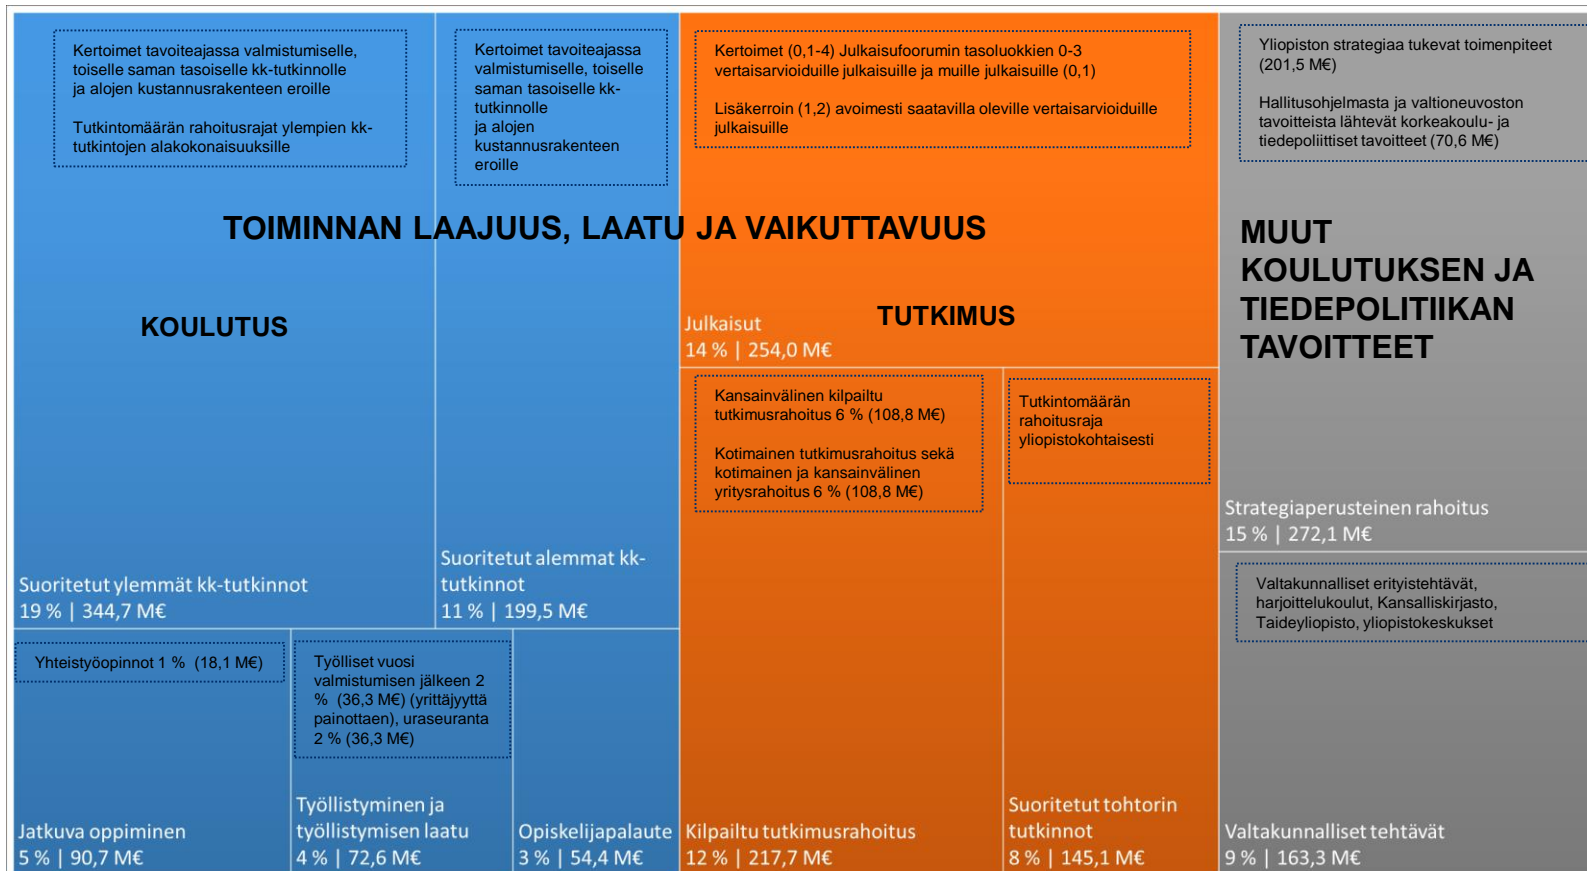 Kertoimet tavoiteajassa valmistumiselle,
toiselle saman tasoiselle kk-tutkinnolle
ja alojen kustannusrakenteen eroille
Tutkintomäärän rahoitusrajat ylempien kk-
tutkintojen alakokonaisuuksille
Kertoimet tavoiteajassa
valmistumiselle, toiselle
saman tasoiselle kk-
tutkinnolle
ja alojen
kustannusrakenteen
eroille
Kertoimet (0,1-4) Julkaisufoorumin tasoluokkien 0-3
vertaisarvioiduille julkaisuille ja muille julkaisuille (0,1)
Lisäkerroin (1,2) avoimesti saatavilla oleville vertaisarvioiduille
julkaisuille
Yliopiston strategiaa tukevat toimenpiteet
(201,5 M€)
Hallitusohjelmasta ja valtioneuvoston
tavoitteista lähtevät korkeakoulu- ja
tiedepoliittiset tavoitteet (70,6 M€)
TOIMINNAN LAAJUUS, LAATU JA VAIKUTTAVUUS
MUUT
KOULUTUKSEN JA
TIEDEPOLITIIKAN
TAVOITTEET
KOULUTUS
TUTKIMUS
Julkaisut
14 % | 254,0 M€
Kansainvälinen kilpailtu
tutkimusrahoitus 6 % (108,8 M€)
Kotimainen tutkimusrahoitus sekä
kotimainen ja kansainvälinen
yritysrahoitus 6 % (108,8 M€)
Tutkintomäärän
rahoitusraja
yliopistokohtaisesti
Strategiaperusteinen rahoitus
15 % | 272,1 M€
Suoritetut ylemmät kk-tutkinnot
19 % | 344,7 M€
Suoritetut alemmat kk-
tutkinnot
11 % | 199,5 M€
Valtakunnalliset erityistehtävät,
harjoittelukoulut, Kansalliskirjasto,
Taideyliopisto, yliopistokeskukset
Yhteistyöopinnot 1 % (18,1 M€)
Työlliset vuosi
valmistumisen jälkeen 2
% (36,3 M€) (yrittäjyyttä
painottaen), uraseuranta
2 % (36,3 M€)
Jatkuva oppiminen
5 % | 90,7 M€
Työllistyminen ja
työllistymisen laatu
4 % | 72,6 M€
Opiskelijapalaute
3 % | 54,4 M€
Kilpailtu tutkimusrahoitus
12 % | 217,7 M€
Suoritetut tohtorin
tutkinnot
8 % | 145,1 M€
Valtakunnalliset tehtävät
9 % | 163,3 M€